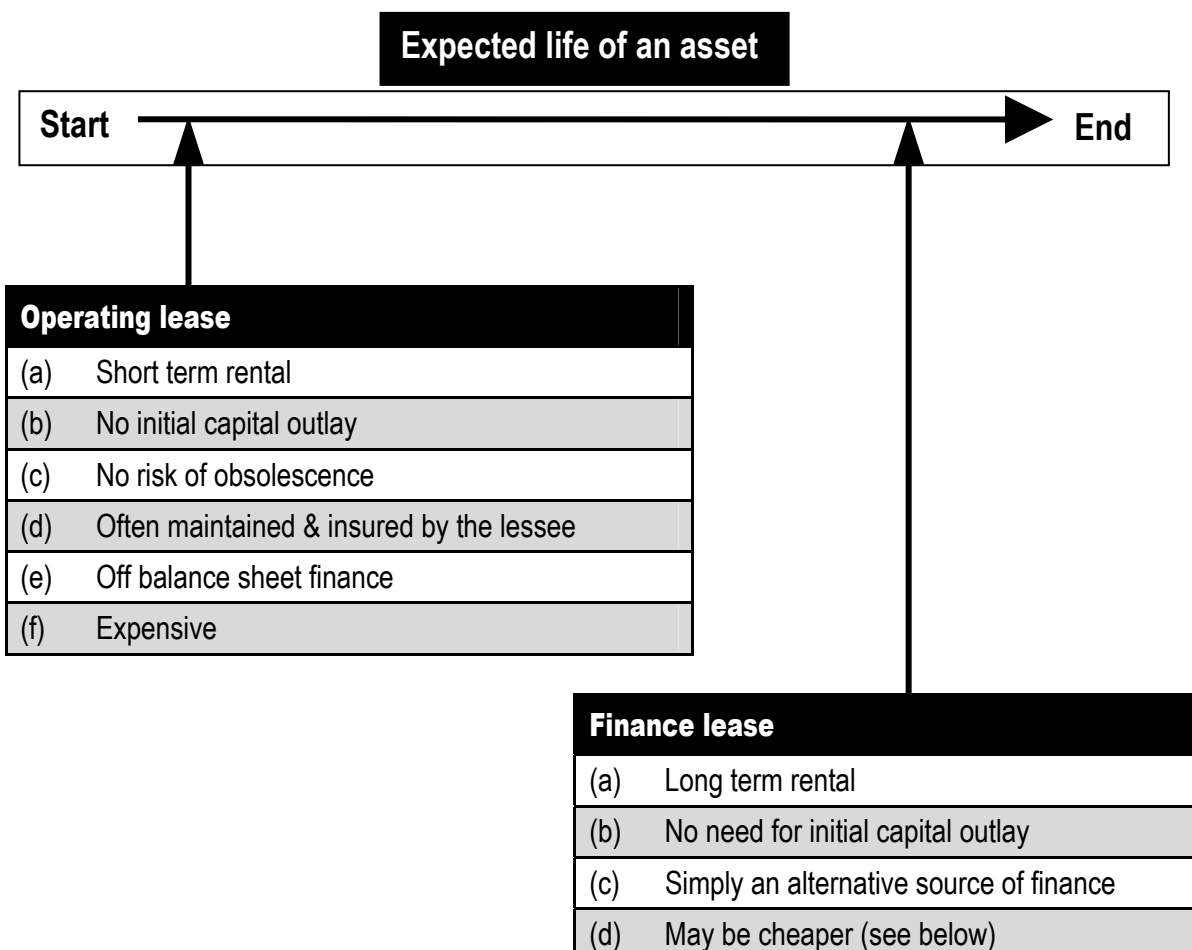 Expected life of an asset
Start
End
Operating lease
(a) Short term rental
(b) No initial capital outlay
(c) No risk of obsolescence
(d) Often maintained & insured by the lessee
(e) Off balance sheet finance
(f) Expensive
Finance lease
(a) Long term rental
(b) No need for initial capital outlay
(c) Simply an alternative source of finance
(d) May be cheaper (see below)